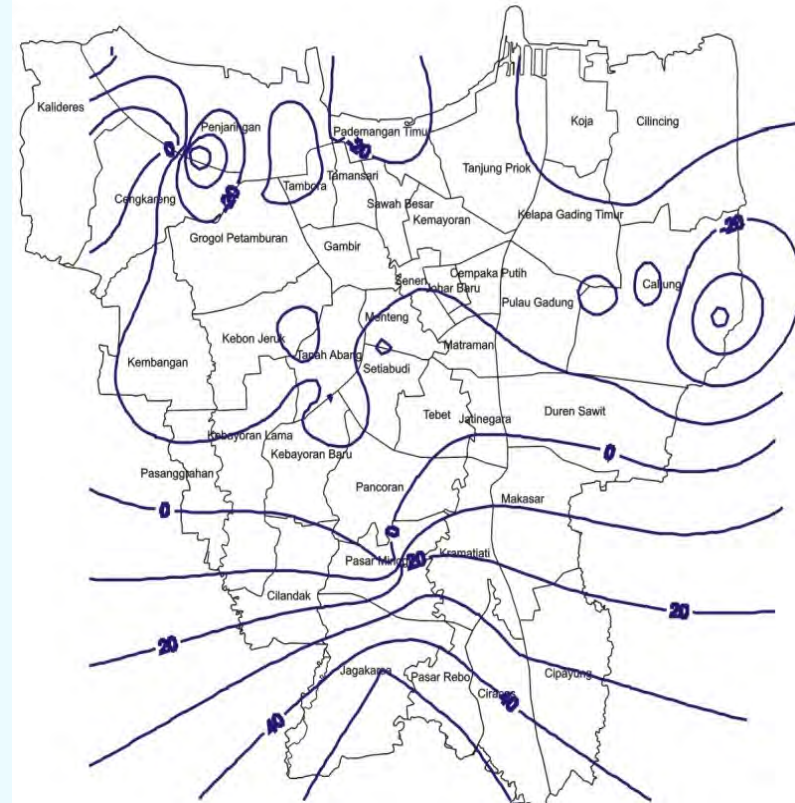 Kalideres
Penjaringan
Pademangan Timu
Koja
Cilincing
0
-20
Tanjung Priok
Tamansari
Tambora
Cengkareng
-20
Sawah Besar
Kemayoran
Kelapa Gading Timur
-20
Grogol Petamburan
Gambir
Cempaka Putih
Senen
Johar Baru
Cakung
Pulau Gadung
Menteng
Kebon Jeruk
Matraman
Tanah Abang
Kembangan
Setiabudi
Tebet
Jatinegara
Duren Sawit
Kebayoran Lama
Kebayoran Baru
0
Pasanggrahan
Pancoran
Makasar
0
0
Kramatjati
Pasar Minggu
20
Cilandak
20
20
Jagakarsa
Pasar Rebo
Cipayung
Ciracas
40
40